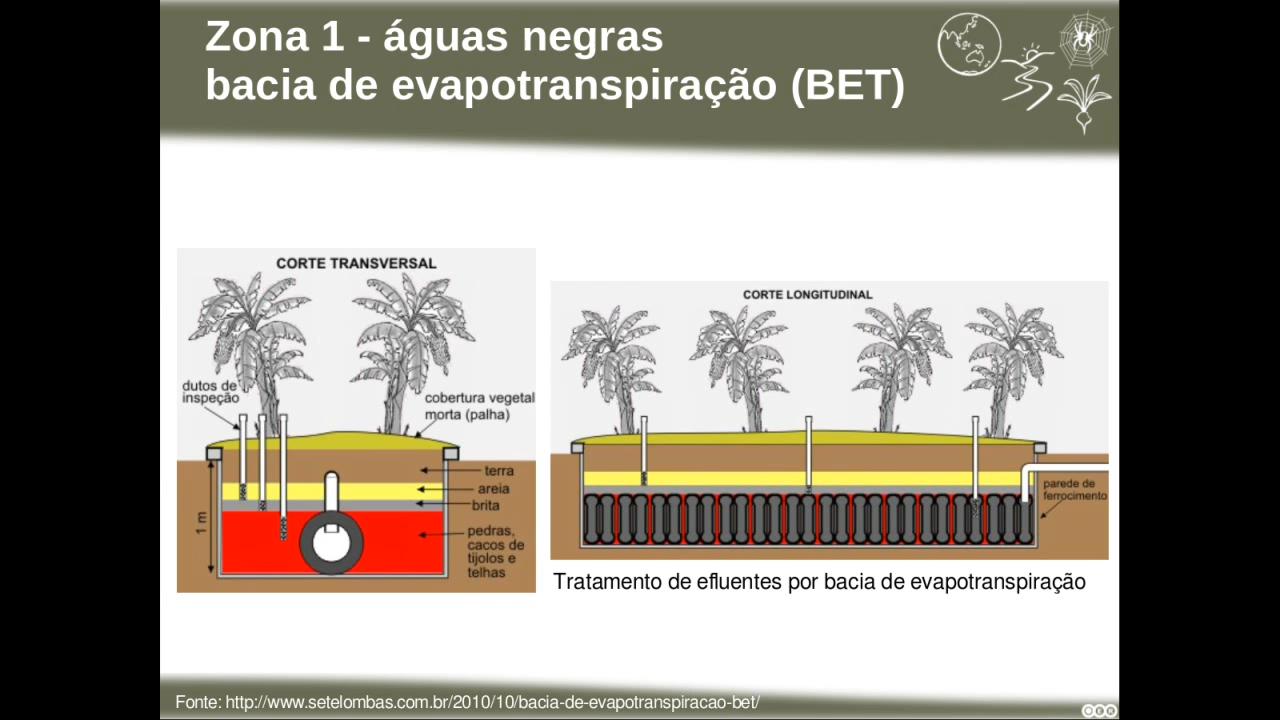 Zona 1 - águas negras
bacia de evapotranspiração (BET)
CORTE TRANSVERSAL
dutos de
inspeção
cobertura vegetal
morta (palha)
terra
areia
brita
pedras,
cacos de
tijolos e
telhas
1 m
CORTE LONGITUDINAL
parede de
ferrocimento
Tratamento de efluentes por bacia de evapotranspiração
Fonte: http://www.setelombas.com.br/2010/10/bacia-de-evapotranspiracao-bet/